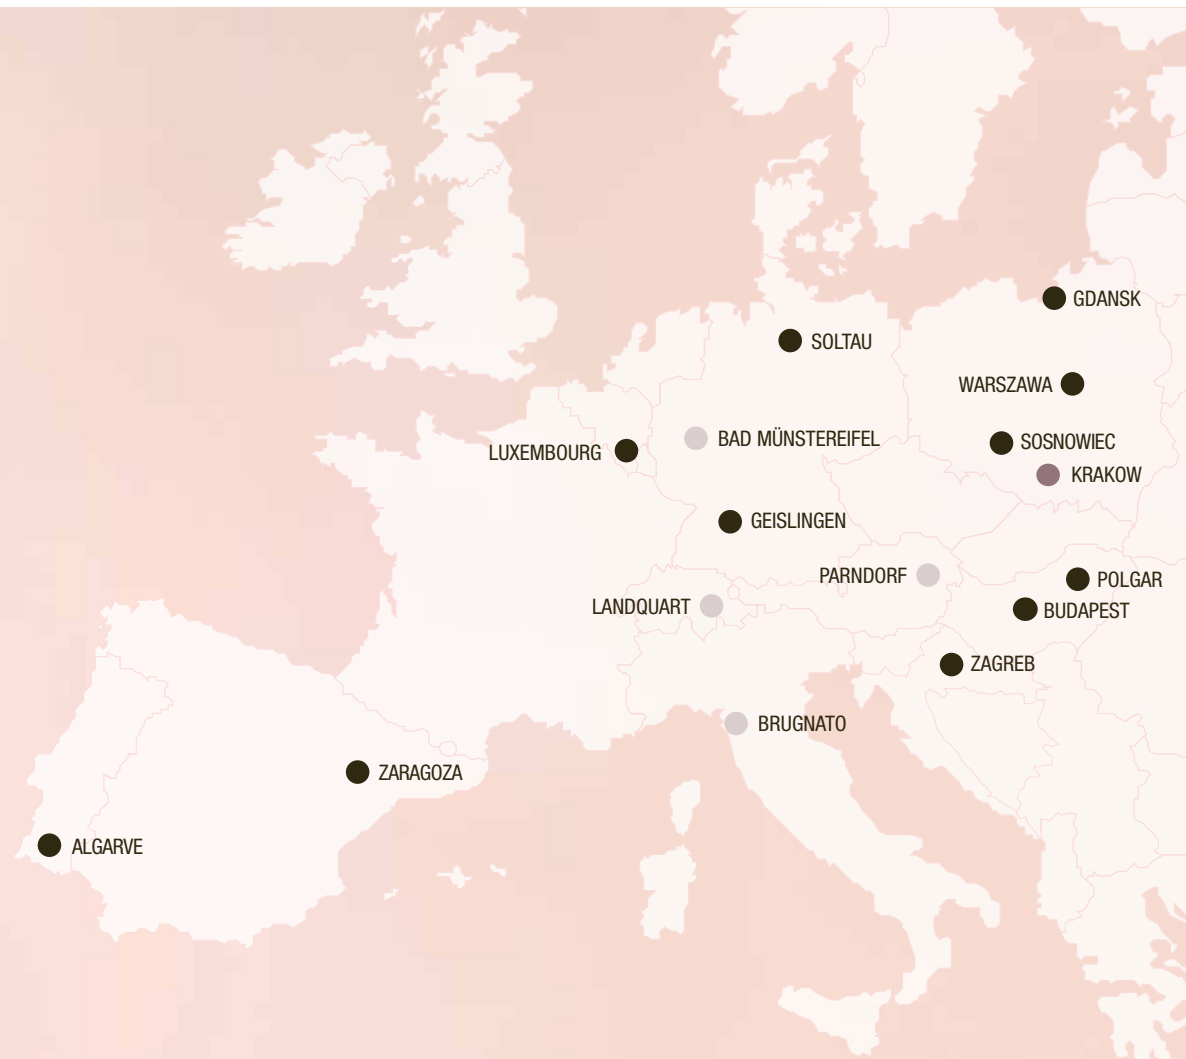 GDANSK
SOLTAU
WARSZAWA
BAD MÜNSTEREIFEL
SOSNOWIEC
LUXEMBOURG
KRAKOW
GEISLINGEN
PARNDORF
POLGAR
LANDQUART
BUDAPEST
ZAGREB
BRUGNATO
ZARAGOZA
ALGARVE